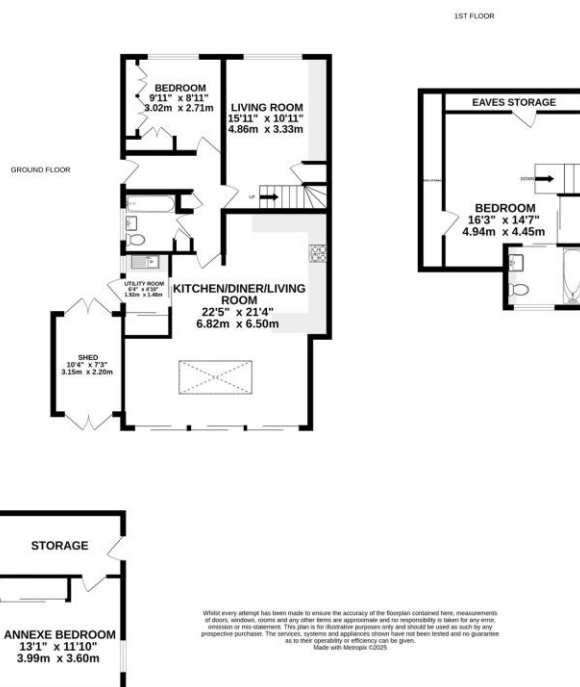 1ST FLOOR
GROUND FLOOR
BEDROOM
9'11" x 8'11"
3.02m x 2.71m
LIVING ROOM
15'11" x 10'11"
4.86m x 3.33m
UP
UTILITY ROOM
6'4" x 4'10"
1.92m x 1.48m
KITCHEN/DINER/LIVING
ROOM
22'5" x 21'4"
6.82m x 6.50m
SHED
10'4" x 7'3"
3.15m x 2.20m
EAVES STORAGE
DOWN
BEDROOM
16'3" x 14'7"
4.94m x 4.45m
STORAGE
ANNEXE BEDROOM
13'1" x 11'10"
3.99m x 3.60m
Whilst every attempt has been made to ensure the accuracy of the floorplan contained here, measurements
of doors, windows, rooms and any other items are approximate and no responsibility is taken for any error,
omission or mis-statement. This plan is for illustrative purposes only and should be used as such by any
prospective purchaser. The services, systems and appliances shown have not been tested and no guarantee
as to their operability or efficiency can be given.
Made with Metropix ©2025